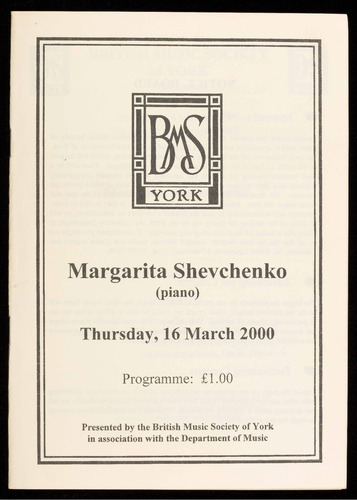 BMS
YORK
Margarita Shevchenko
(piano)
Thursday, 16 March 2000
Programme: £1.00
Presented by the British Music Society of York
in association with the Department of Music